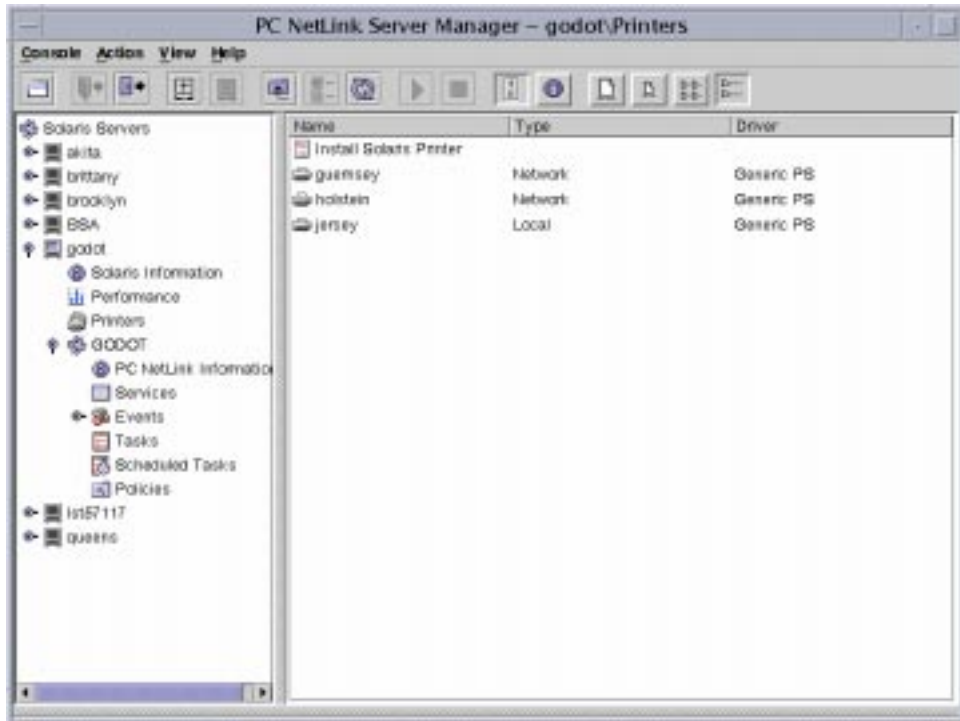 PC NetLink Server Manager – godot\Printers
Console Action View Help
Solaris Servers
akita
brittany
brooklyn
BSA
godot
Solaris Information
Performance
Printers
GODOT
PC NetLink Informatio
Services
Events
Tasks
Scheduled Tasks
Policies
queens
Name Type Driver
Install Solaris Printer
guernsey Network Generic PS
holstein Network Generic PS
jersey Local Generic PS